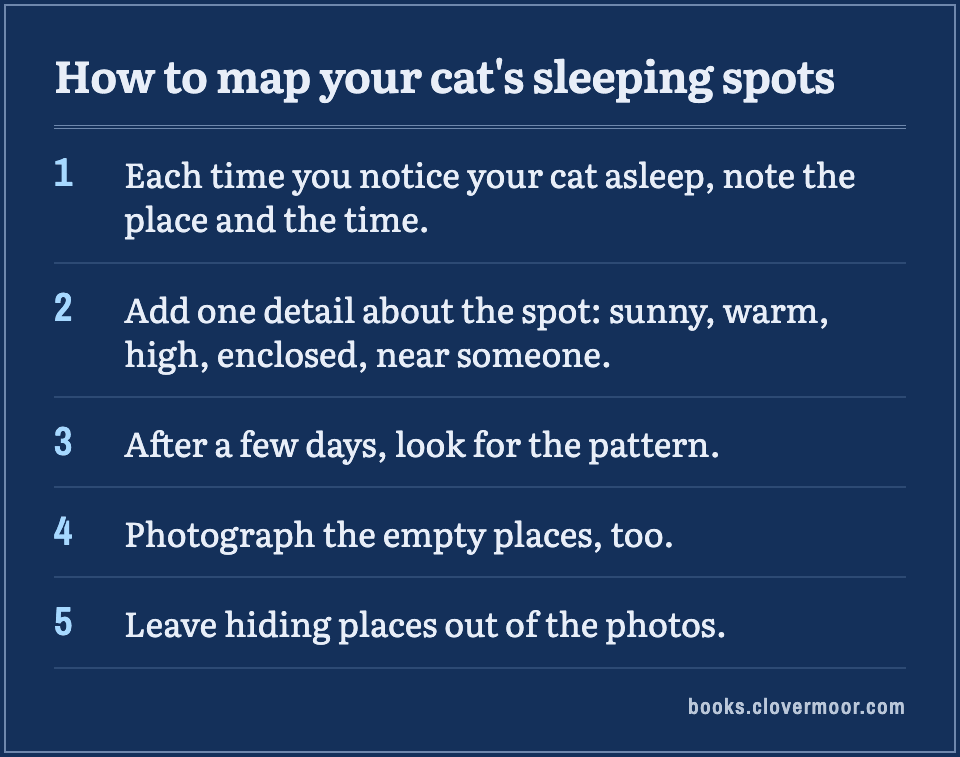 How to map your cat's sleeping spots
1
Each time you notice your cat asleep, note the
place and the time.
2
Add one detail about the spot: sunny, warm,
high, enclosed, near someone.
3
After a few days, look for the pattern.
4
Photograph the empty places, too.
5
Leave hiding places out of the photos.
books.clovermoor.com